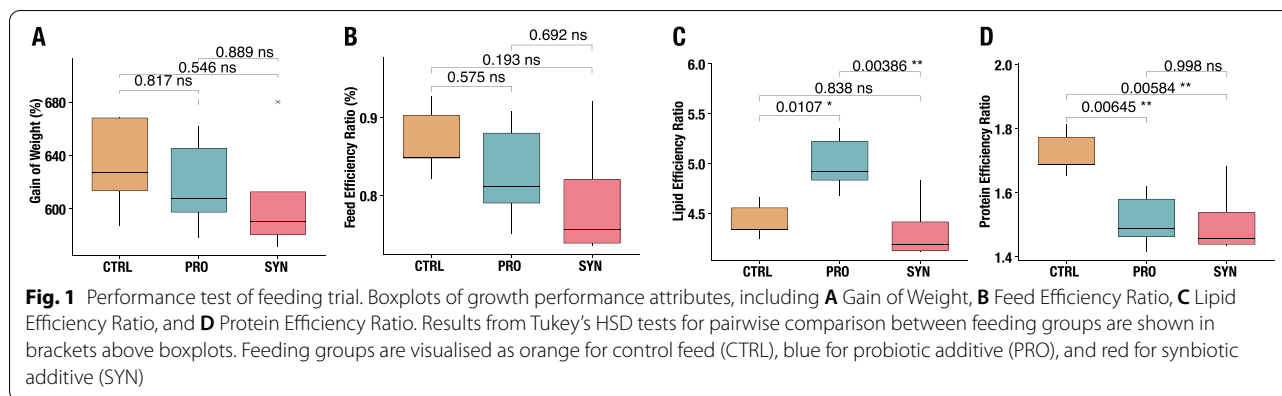 A
Gain of Weight (%)
680
640
600
0.889 ns
0.546 ns
0.817 ns
CTRL PRO SYN
B
Feed Efficiency Ratio (%)
0.9
0.8
0.692 ns
0.193 ns
0.575 ns
CTRL PRO SYN
C
Lipid Efficiency Ratio
6.0
5.5
5.0
4.5
0.00386 **
0.838 ns
0.0107 *
CTRL PRO SYN
D
Protein Efficiency Ratio
2.0
1.8
1.6
1.4
0.998 ns
0.00584 **
0.00645 **
CTRL PRO SYN
Fig. 1 Performance test of feeding trial. Boxplots of growth performance attributes, including A Gain of Weight, B Feed Efficiency Ratio, C Lipid
Efficiency Ratio, and D Protein Efficiency Ratio. Results from Tukey's HSD tests for pairwise comparison between feeding groups are shown in
brackets above boxplots. Feeding groups are visualised as orange for control feed (CTRL), blue for probiotic additive (PRO), and red for synbiotic
additive (SYN)